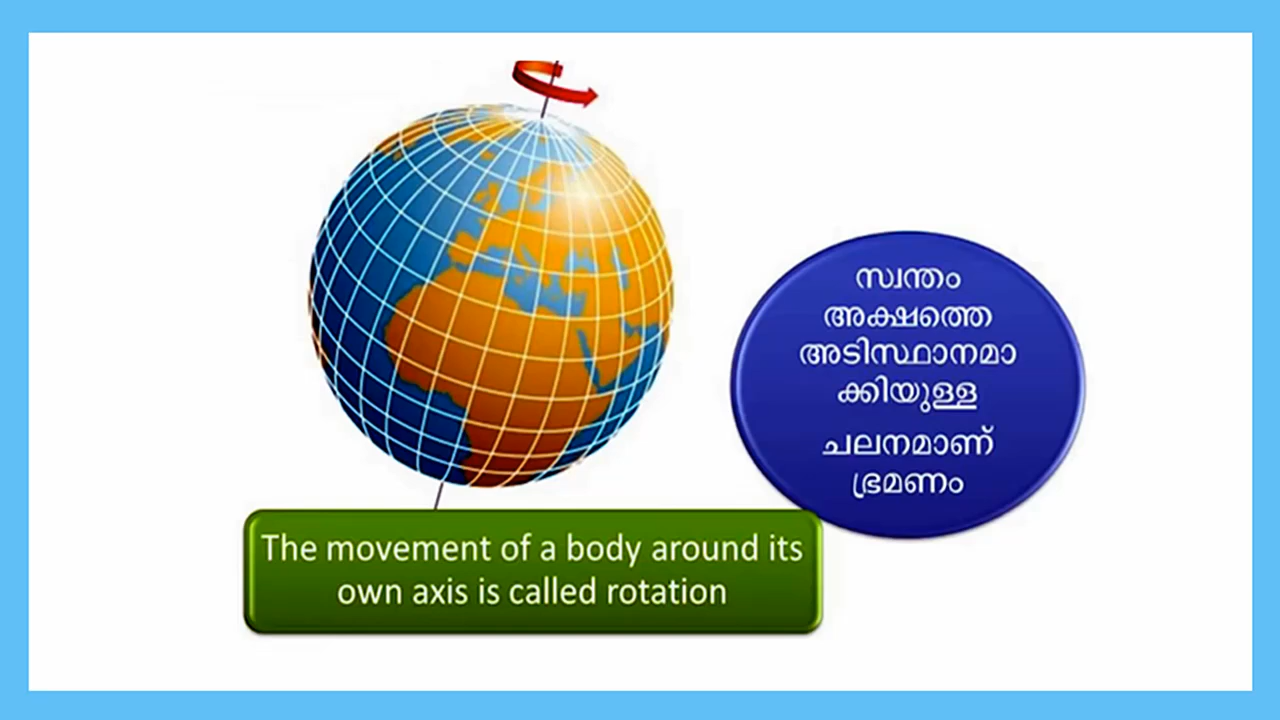 സ്വന്തം
അക്ഷത്തെ
അടിസ്ഥാനമാ
ക്കിയുള്ള
ചലനമാണ്
ഭ്രമണം
The movement of a body around its
own axis is called rotation